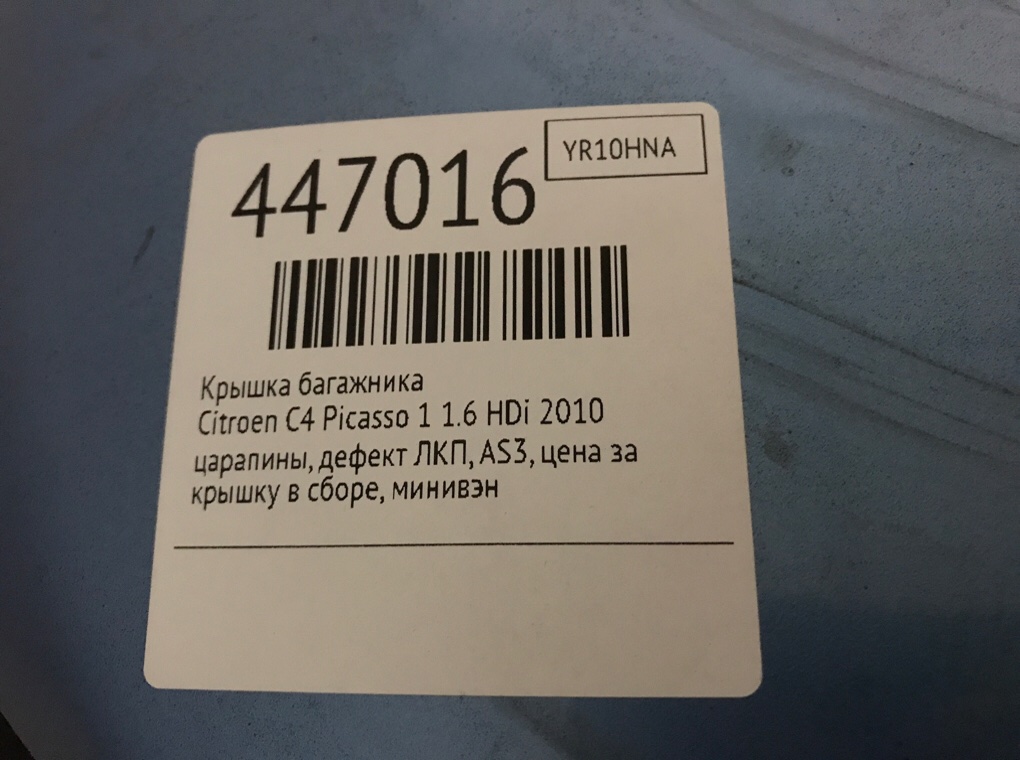 447016
YR10HNA
Крышка багажника
Citroen C4 Picasso 1 1.6 HDi 2010
царапины, дефект ЛКП, AS3, цена за
крышку в сборе, минивэн